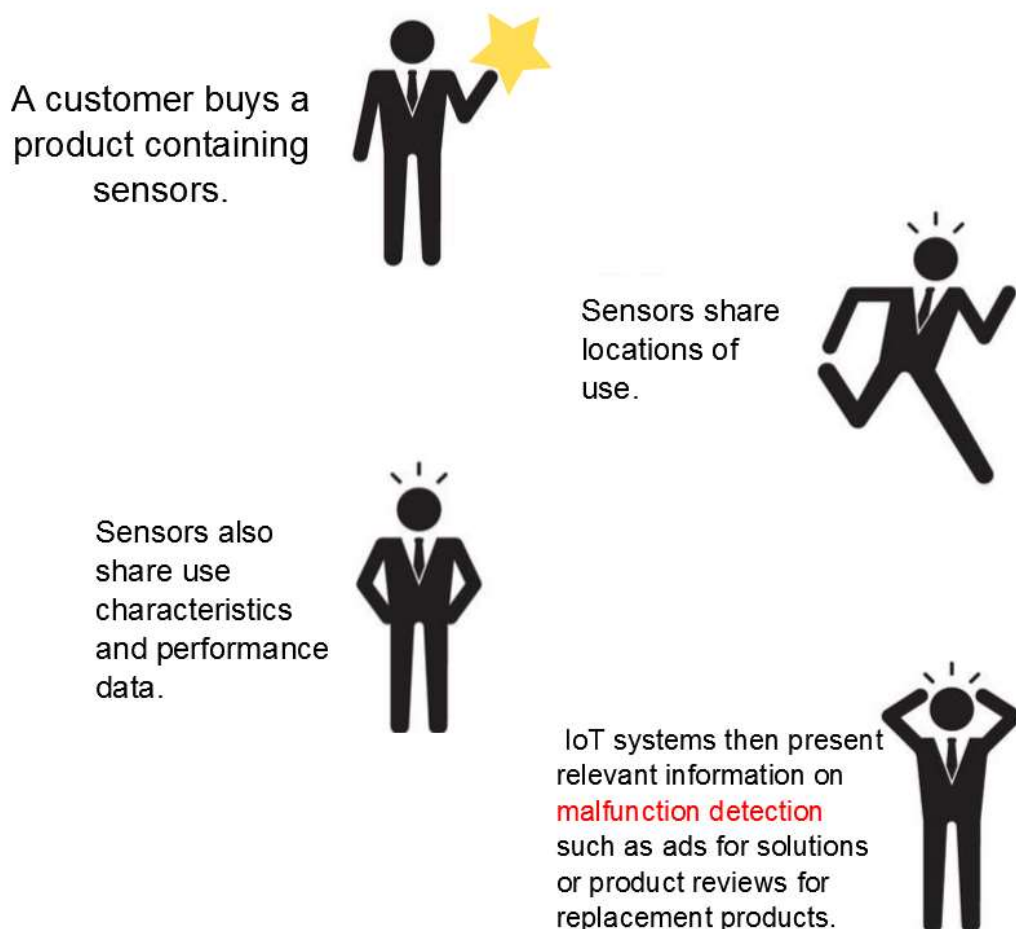 A customer buys a
product containing
sensors.
Sensors share
locations of
use.
Sensors also
share use
characteristics
and performance
data.
IoT systems then present
relevant information on
malfunction detection
such as ads for solutions
or product reviews for
replacement products.